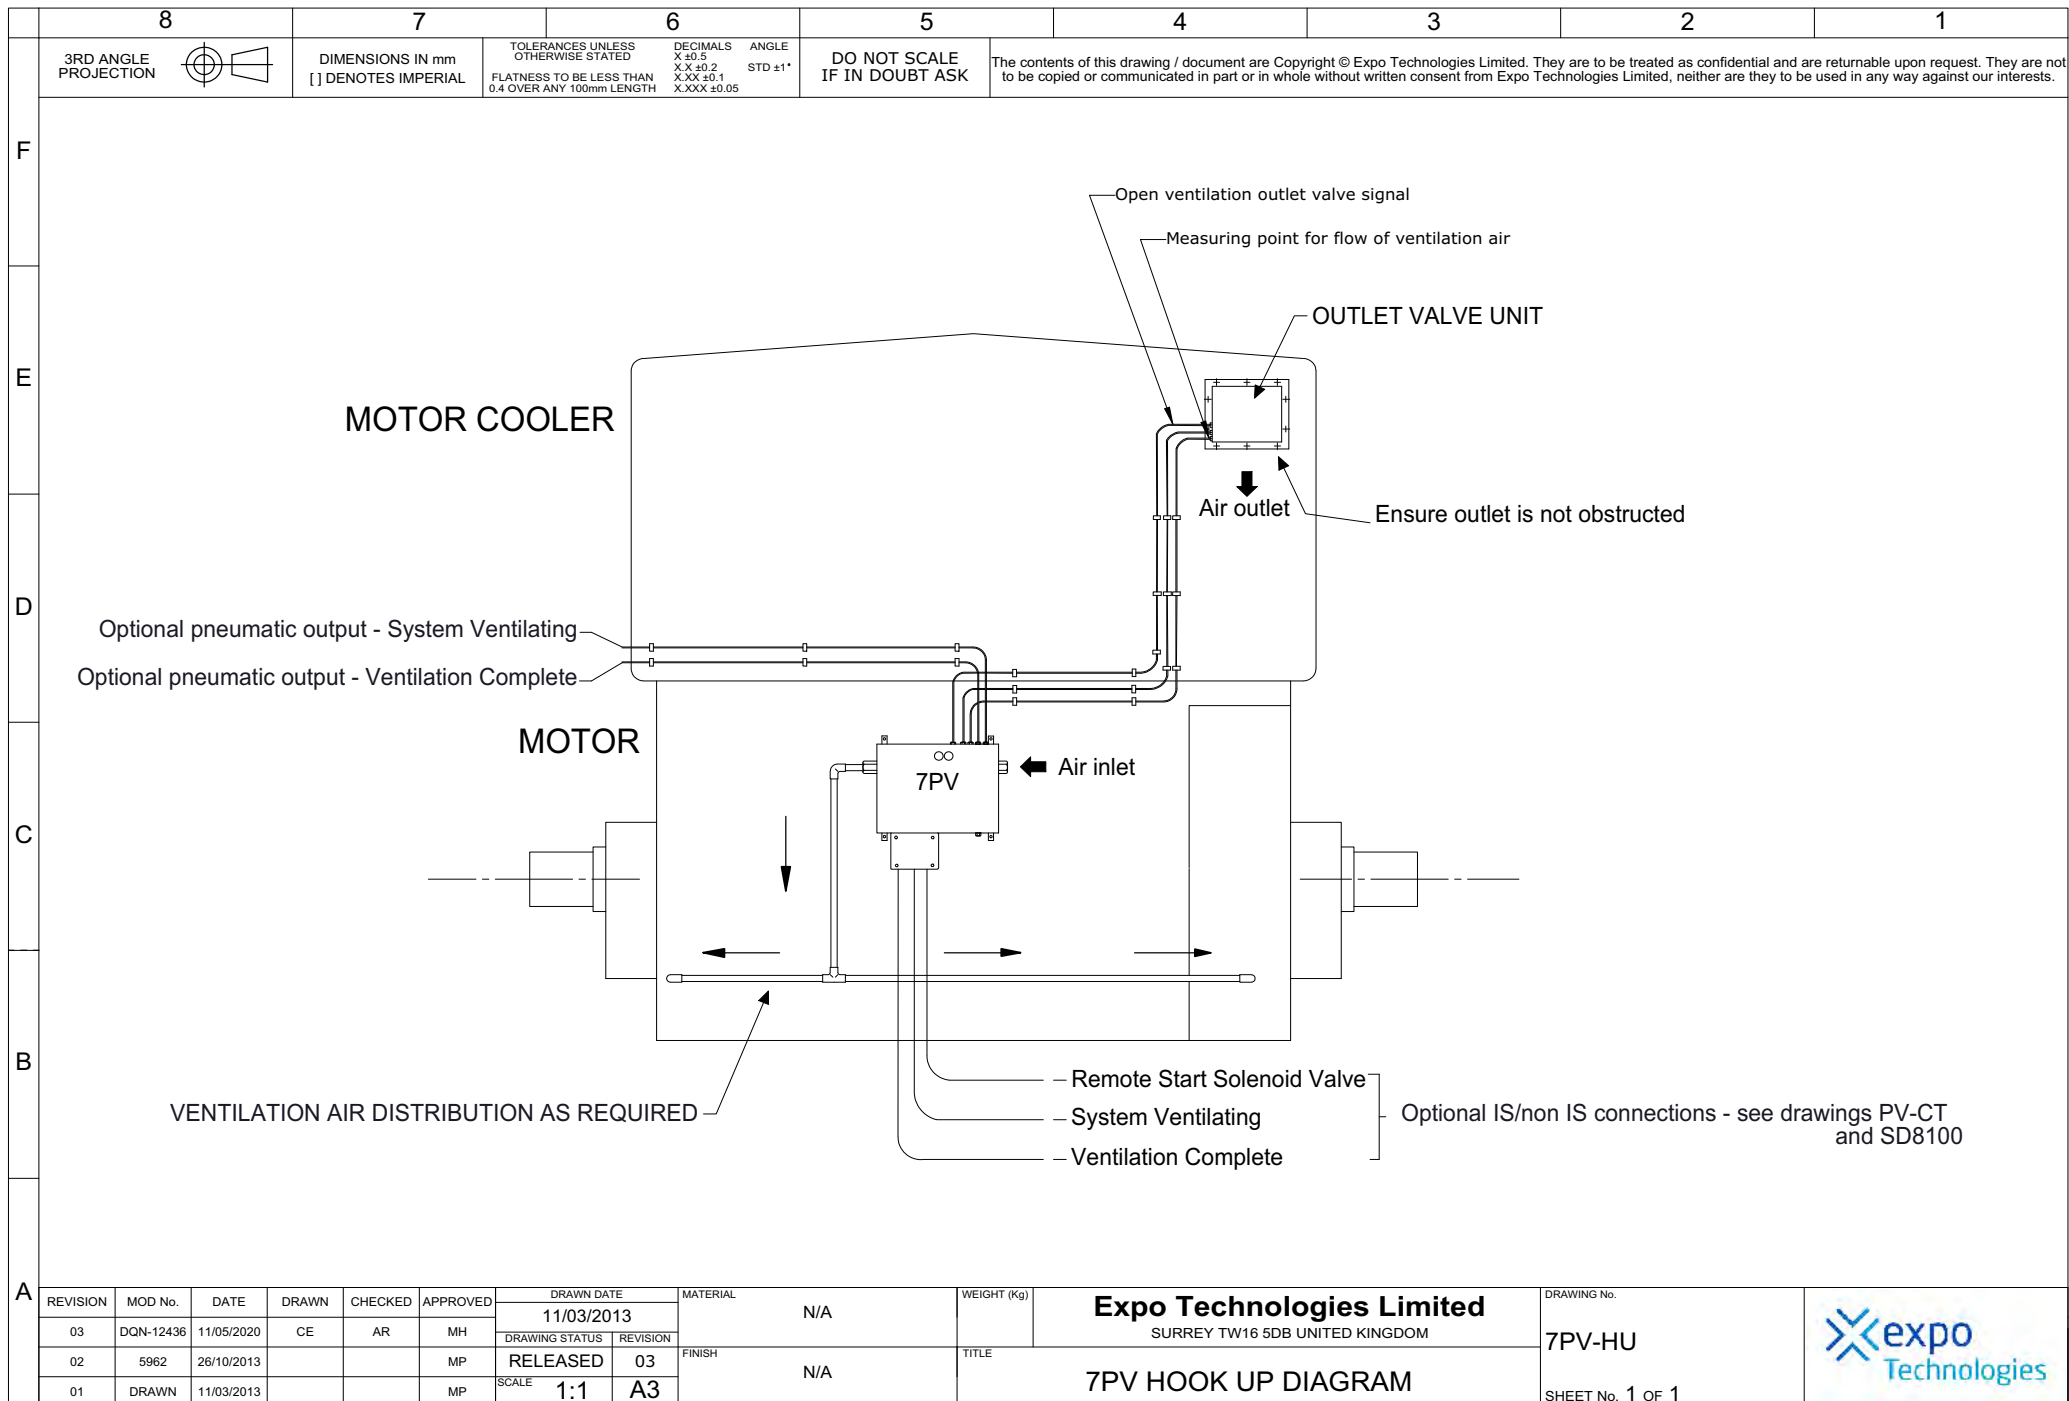 8 7 6 5 4 3 2 1
3RD ANGLE
PROJECTION
DIMENSIONS IN mm
[ ] DENOTES IMPERIAL
TOLERANCES UNLESS
OTHERWISE STATED
FLATNESS TO BE LESS THAN
0.4 OVER ANY 100mm LENGTH
DECIMALS
X ±0.5
X.X ±0.2
X.XX ±0.1
X.XXX ±0.05
ANGLE
STD ±1°
DO NOT SCALE
IF IN DOUBT ASK
The contents of this drawing / document are Copyright © Expo Technologies Limited. They are to be treated as confidential and are returnable upon request. They are not
to be copied or communicated in part or in whole without written consent from Expo Technologies Limited, neither are they to be used in any way against our interests.
F
Open ventilation outlet valve signal
Measuring point for flow of ventilation air
OUTLET VALVE UNIT
E
MOTOR COOLER
Air outlet
Ensure outlet is not obstructed
D
Optional pneumatic output - System Ventilating
Optional pneumatic output - Ventilation Complete
MOTOR
7PV
Air inlet
C
B
Remote Start Solenoid Valve
System Ventilating
Ventilation Complete
VENTILATION AIR DISTRIBUTION AS REQUIRED
Optional IS/non IS connections - see drawings PV-CT
and SD8100
A
REVISION MOD No. DATE DRAWN CHECKED APPROVED
03 DQN-12436 11/05/2020 CE AR MH
02 5962 26/10/2013 MP
01 DRAWN 11/03/2013 MP
DRAWN DATE
11/03/2013
DRAWING STATUS REVISION
RELEASED 03
SCALE 1:1 A3
MATERIAL
N/A
FINISH
N/A
WEIGHT (Kg)
Expo Technologies Limited
SURREY TW16 5DB UNITED KINGDOM
TITLE
7PV HOOK UP DIAGRAM
DRAWING No.
7PV-HU
SHEET No. 1 OF 1
expo
Technologies